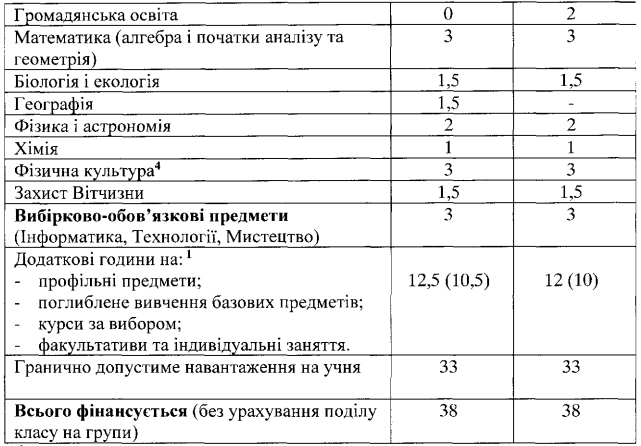 Громадянська освіта 0 2
Математика (алгебра і початки аналізу та 3 3
геометрія)
Біологія і екологія 1,5 1,5
Географія 1,5 -
Фізика і астрономія 2 2
Хімія 1 1
Фізична культура⁴ 3 3
Захист Вітчизни 1,5 1,5
Вибірково-обов’язкові предмети 3 3
(Інформатика, Технології, Мистецтво)
Додаткові години на: ¹
- профільні предмети; 12,5 (10,5) 12 (10)
- поглиблене вивчення базових предметів;
- курси за вибором;
- факультативи та індивідуальні заняття.
Гранично допустиме навантаження на учня 33 33
Всього фінансується (без урахування поділу 38 38
класу на групи)